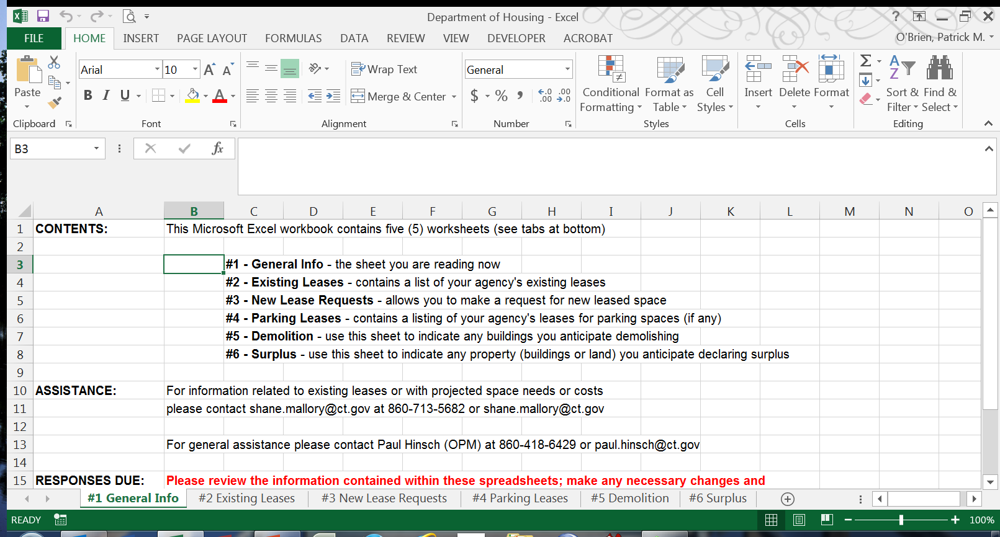 Department of Housing - Excel
?
O'Brien, Patrick M.
FILE HOME INSERT PAGE LAYOUT FORMULAS DATA REVIEW VIEW DEVELOPER ACROBAT
Paste
Clipboard
Arial 10 A A
B I U A
Font
Wrap Text
Merge & Center
Alignment
General
$ % , .0 .00 .00 .0
Number
Conditional Formatting
Format as Table
Cell Styles
Styles
Insert Delete Format
Cells
Σ
A Z
Sort & Filter
Find & Select
Editing
B3
fx
A B C D E F G H I J K L M N O
1 CONTENTS: This Microsoft Excel workbook contains five (5) worksheets (see tabs at bottom)
2
3 #1 - General Info - the sheet you are reading now
4 #2 - Existing Leases - contains a list of your agency's existing leases
5 #3 - New Lease Requests - allows you to make a request for new leased space
6 #4 - Parking Leases - contains a listing of your agency's leases for parking spaces (if any)
7 #5 - Demolition - use this sheet to indicate any buildings you anticipate demolishing
8 #6 - Surplus - use this sheet to indicate any property (buildings or land) you anticipate declaring surplus
9
10 ASSISTANCE: For information related to existing leases or with projected space needs or costs
11 please contact shane.mallory@ct.gov at 860-713-5682 or shane.mallory@ct.gov
12
13 For general assistance please contact Paul Hinsch (OPM) at 860-418-6429 or paul.hinsch@ct.gov
14
15 RESPONSES DUE: Please review the information contained within these spreadsheets; make any necessary changes and
#1 General Info #2 Existing Leases #3 New Lease Requests #4 Parking Leases #5 Demolition #6 Surplus
READY 100%